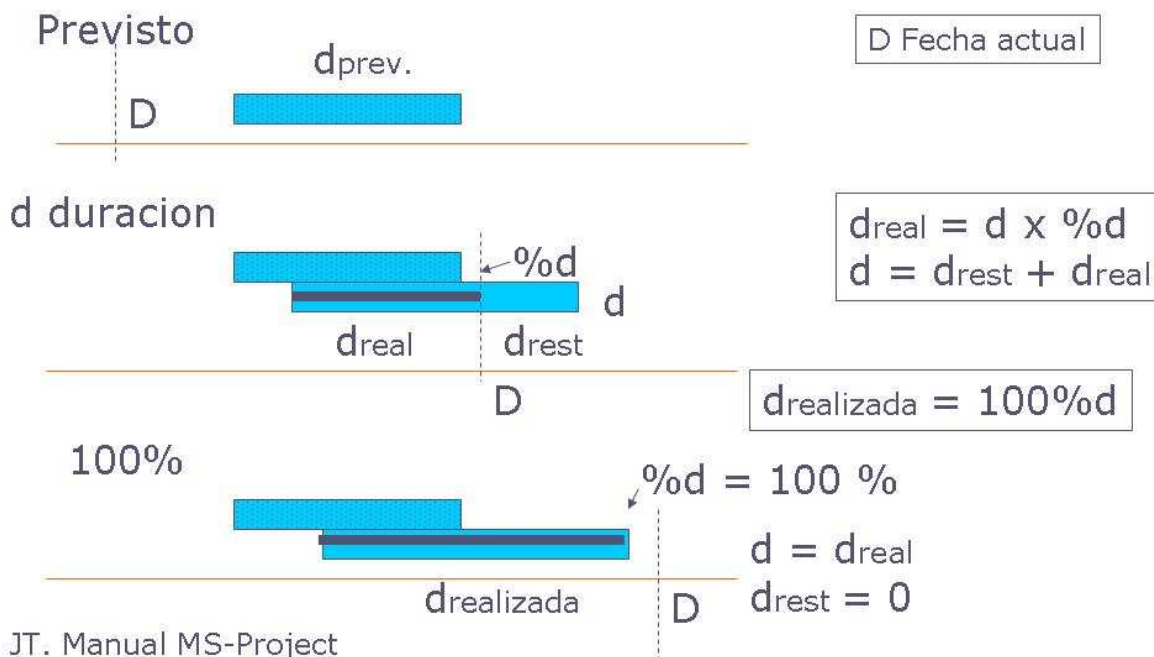 Previsto
D Fecha actual
dprev.
D
d duracion
dreal = d x %d
d = drest + dreal
%d
d
dreal
drest
D
drealizada = 100%d
100%
%d = 100 %
d = dreal
drest = 0
drealizada
D
JT. Manual MS-Project